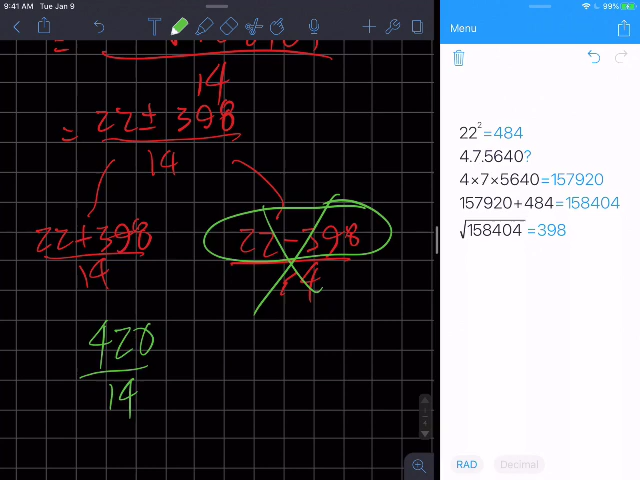 9:41 AM Tue Jan 9
99%
Menu
=
14
= 22 ± 398
14
22 + 398
14
22 - 398
14
420
14
22²=484
4.7.5640?
4×7×5640=157920
157920+484=158404
√158404=398
RAD
Decimal